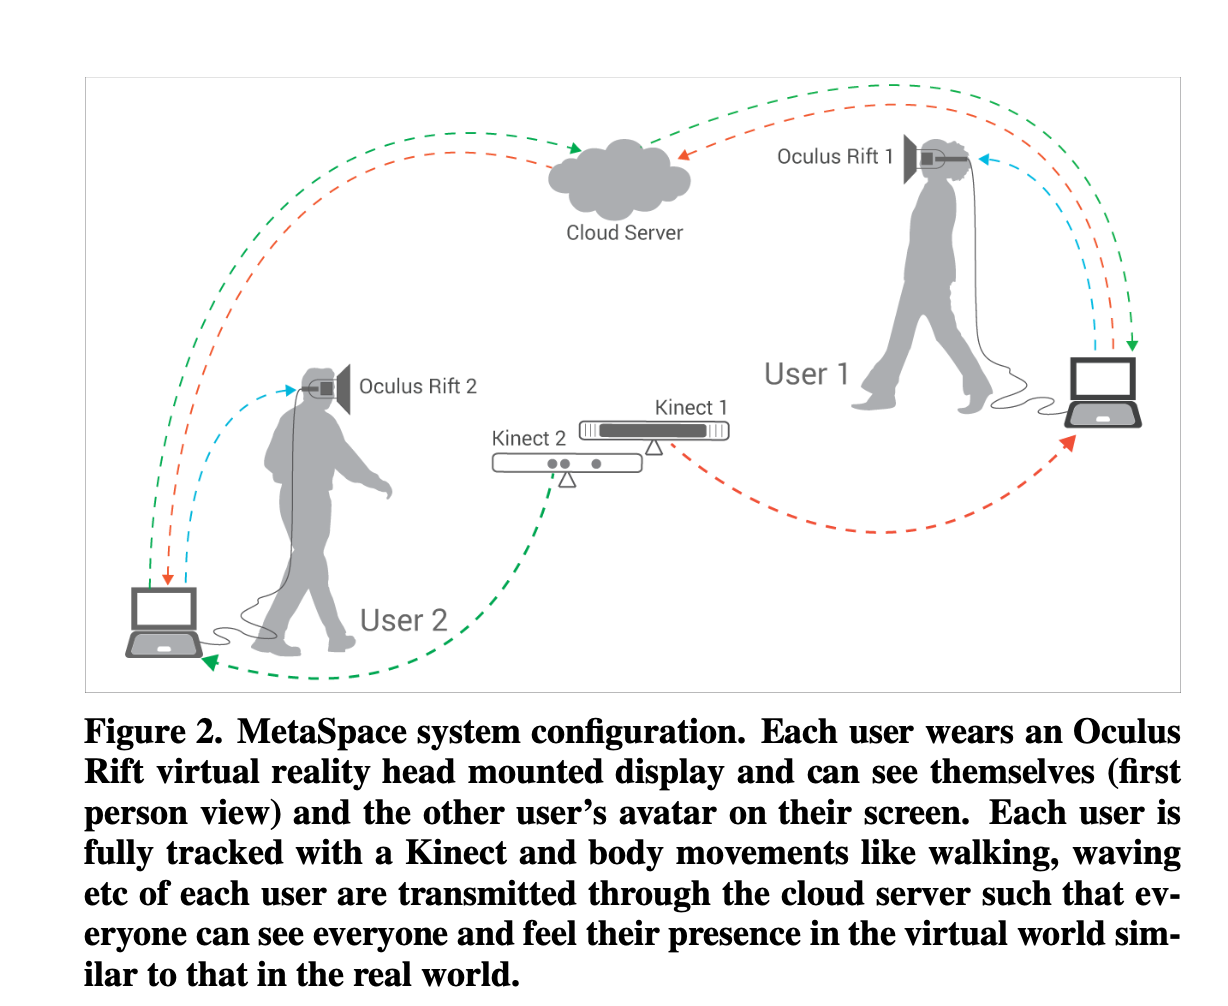 Oculus Rift 1
Cloud Server
User 1
Oculus Rift 2
Kinect 1
Kinect 2
User 2
Figure 2. MetaSpace system configuration. Each user wears an Oculus
Rift virtual reality head mounted display and can see themselves (first
person view) and the other user’s avatar on their screen. Each user is
fully tracked with a Kinect and body movements like walking, waving
etc of each user are transmitted through the cloud server such that ev-
eryone can see everyone and feel their presence in the virtual world sim-
ilar to that in the real world.